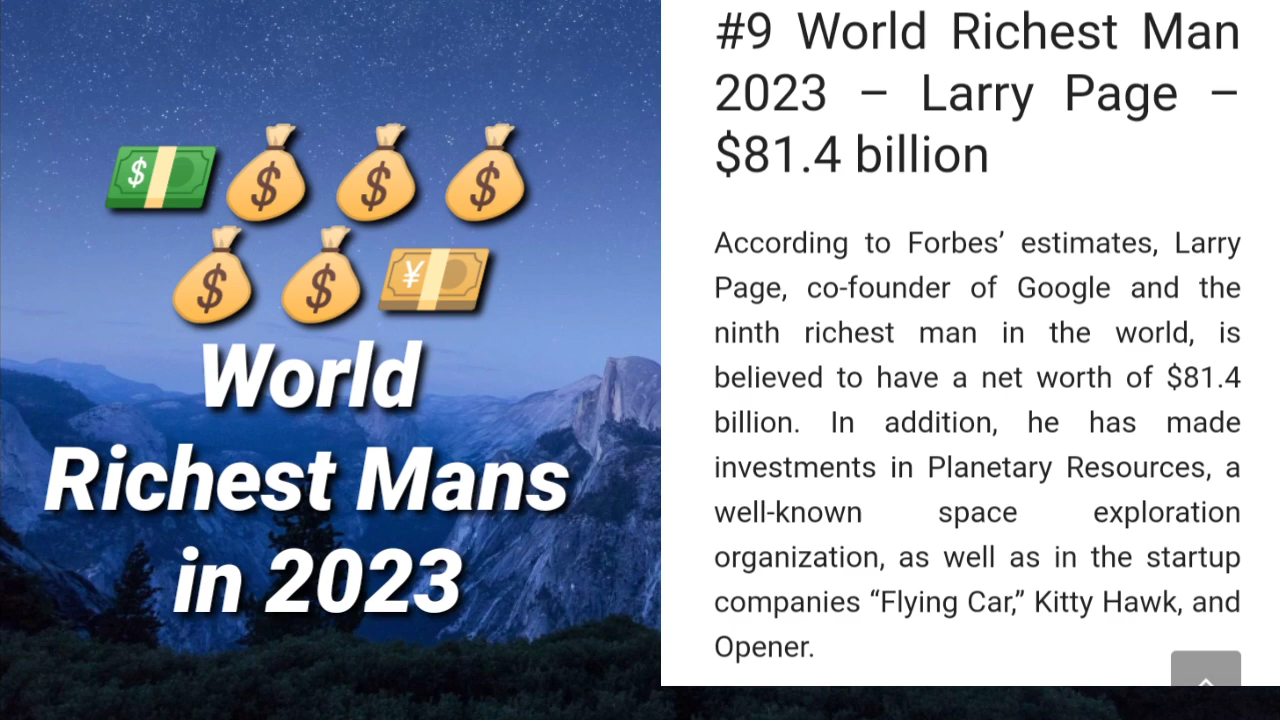 World
Richest Mans
in 2023
#9 World Richest Man
2023 – Larry Page –
$81.4 billion
According to Forbes’ estimates, Larry
Page, co-founder of Google and the
ninth richest man in the world, is
believed to have a net worth of $81.4
billion. In addition, he has made
investments in Planetary Resources, a
well-known space exploration
organization, as well as in the startup
companies “Flying Car,” Kitty Hawk, and
Opener.